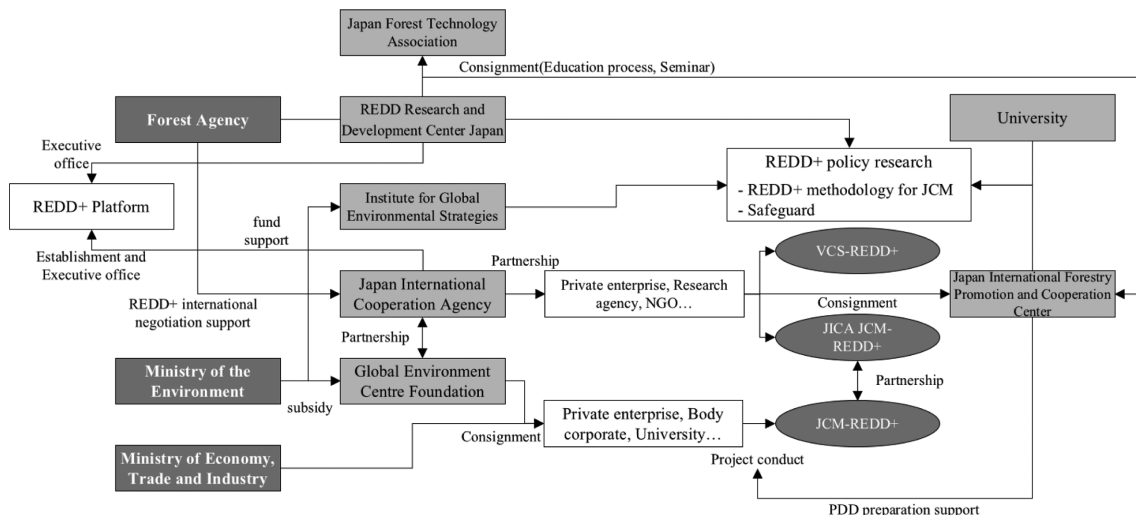 Japan Forest Technology
Association
Consignment(Education process, Seminar)
Forest Agency
REDD Research and
Development Center Japan
University
Executive
office
REDD+ policy research
- REDD+ methodology for JCM
- Safeguard
REDD+ Platform
Institute for Global
Environmental Strategies
fund
support
Establishment and
Executive office
VCS-REDD+
Partnership
Japan International
Cooperation Agency
Private enterprise, Research
agency, NGO…
Consignment
Japan International Forestry
Promotion and Cooperation
Center
REDD+ international
negotiation support
Partnership
JICA JCM-
REDD+
Ministry of the
Environment
subsidy
Global Environment
Centre Foundation
Partnership
Consignment
Private enterprise, Body
corporate, University…
JCM-REDD+
Ministry of Economy,
Trade and Industry
Project conduct
PDD preparation support